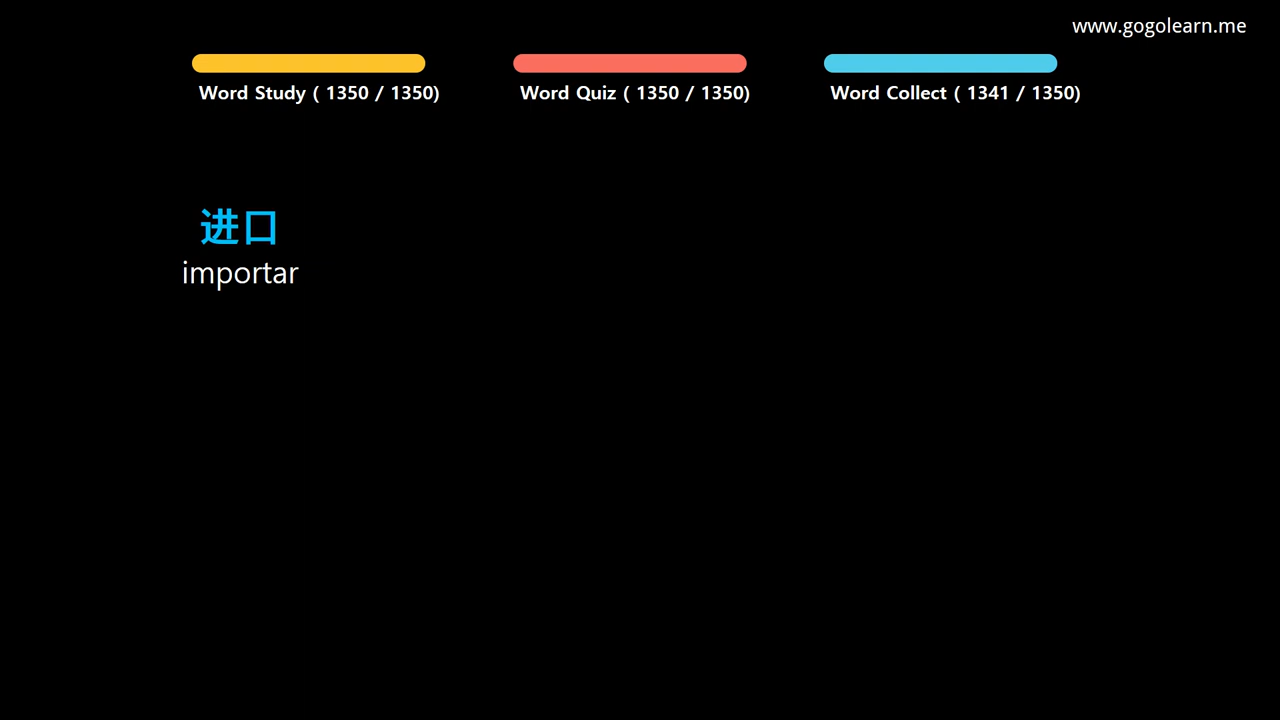 www.gogolearn.me
Word Study ( 1350 / 1350)
Word Quiz ( 1350 / 1350)
Word Collect ( 1341 / 1350)
进口
importar